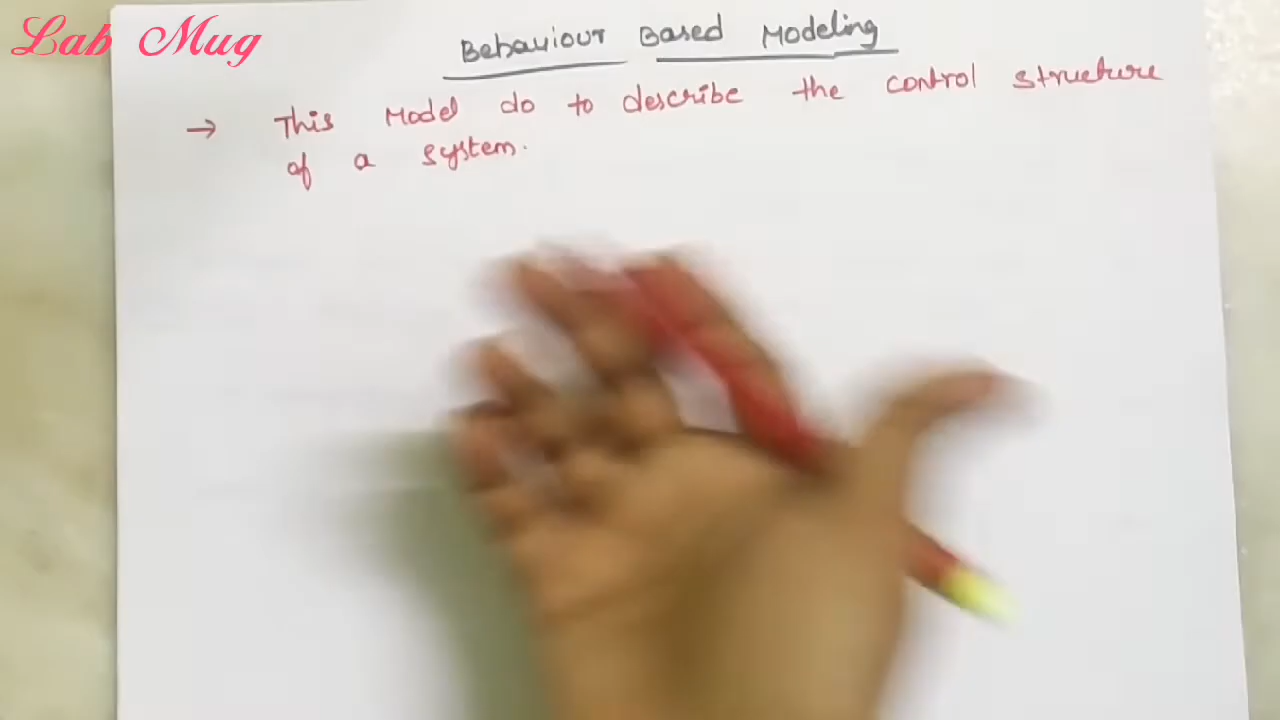 Lab Mug
Behaviour Based Modeling
→ This Model do to describe the control structure
of a system.